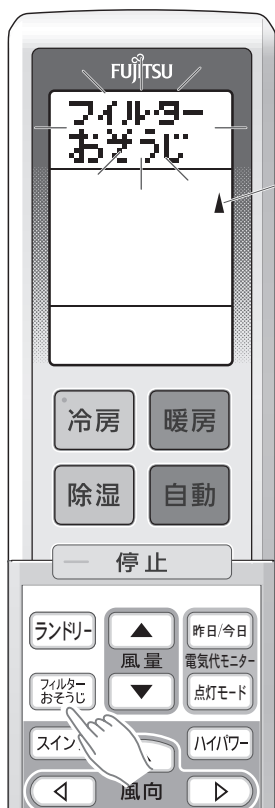 FUJITSU
フィルター
おそうじ
冷房
暖房
除湿
自動
停止
ランドリー
風量
昨日/今日
電気代モニター
フィルター
おそうじ
点灯モード
スイン
ハイパワー
風向